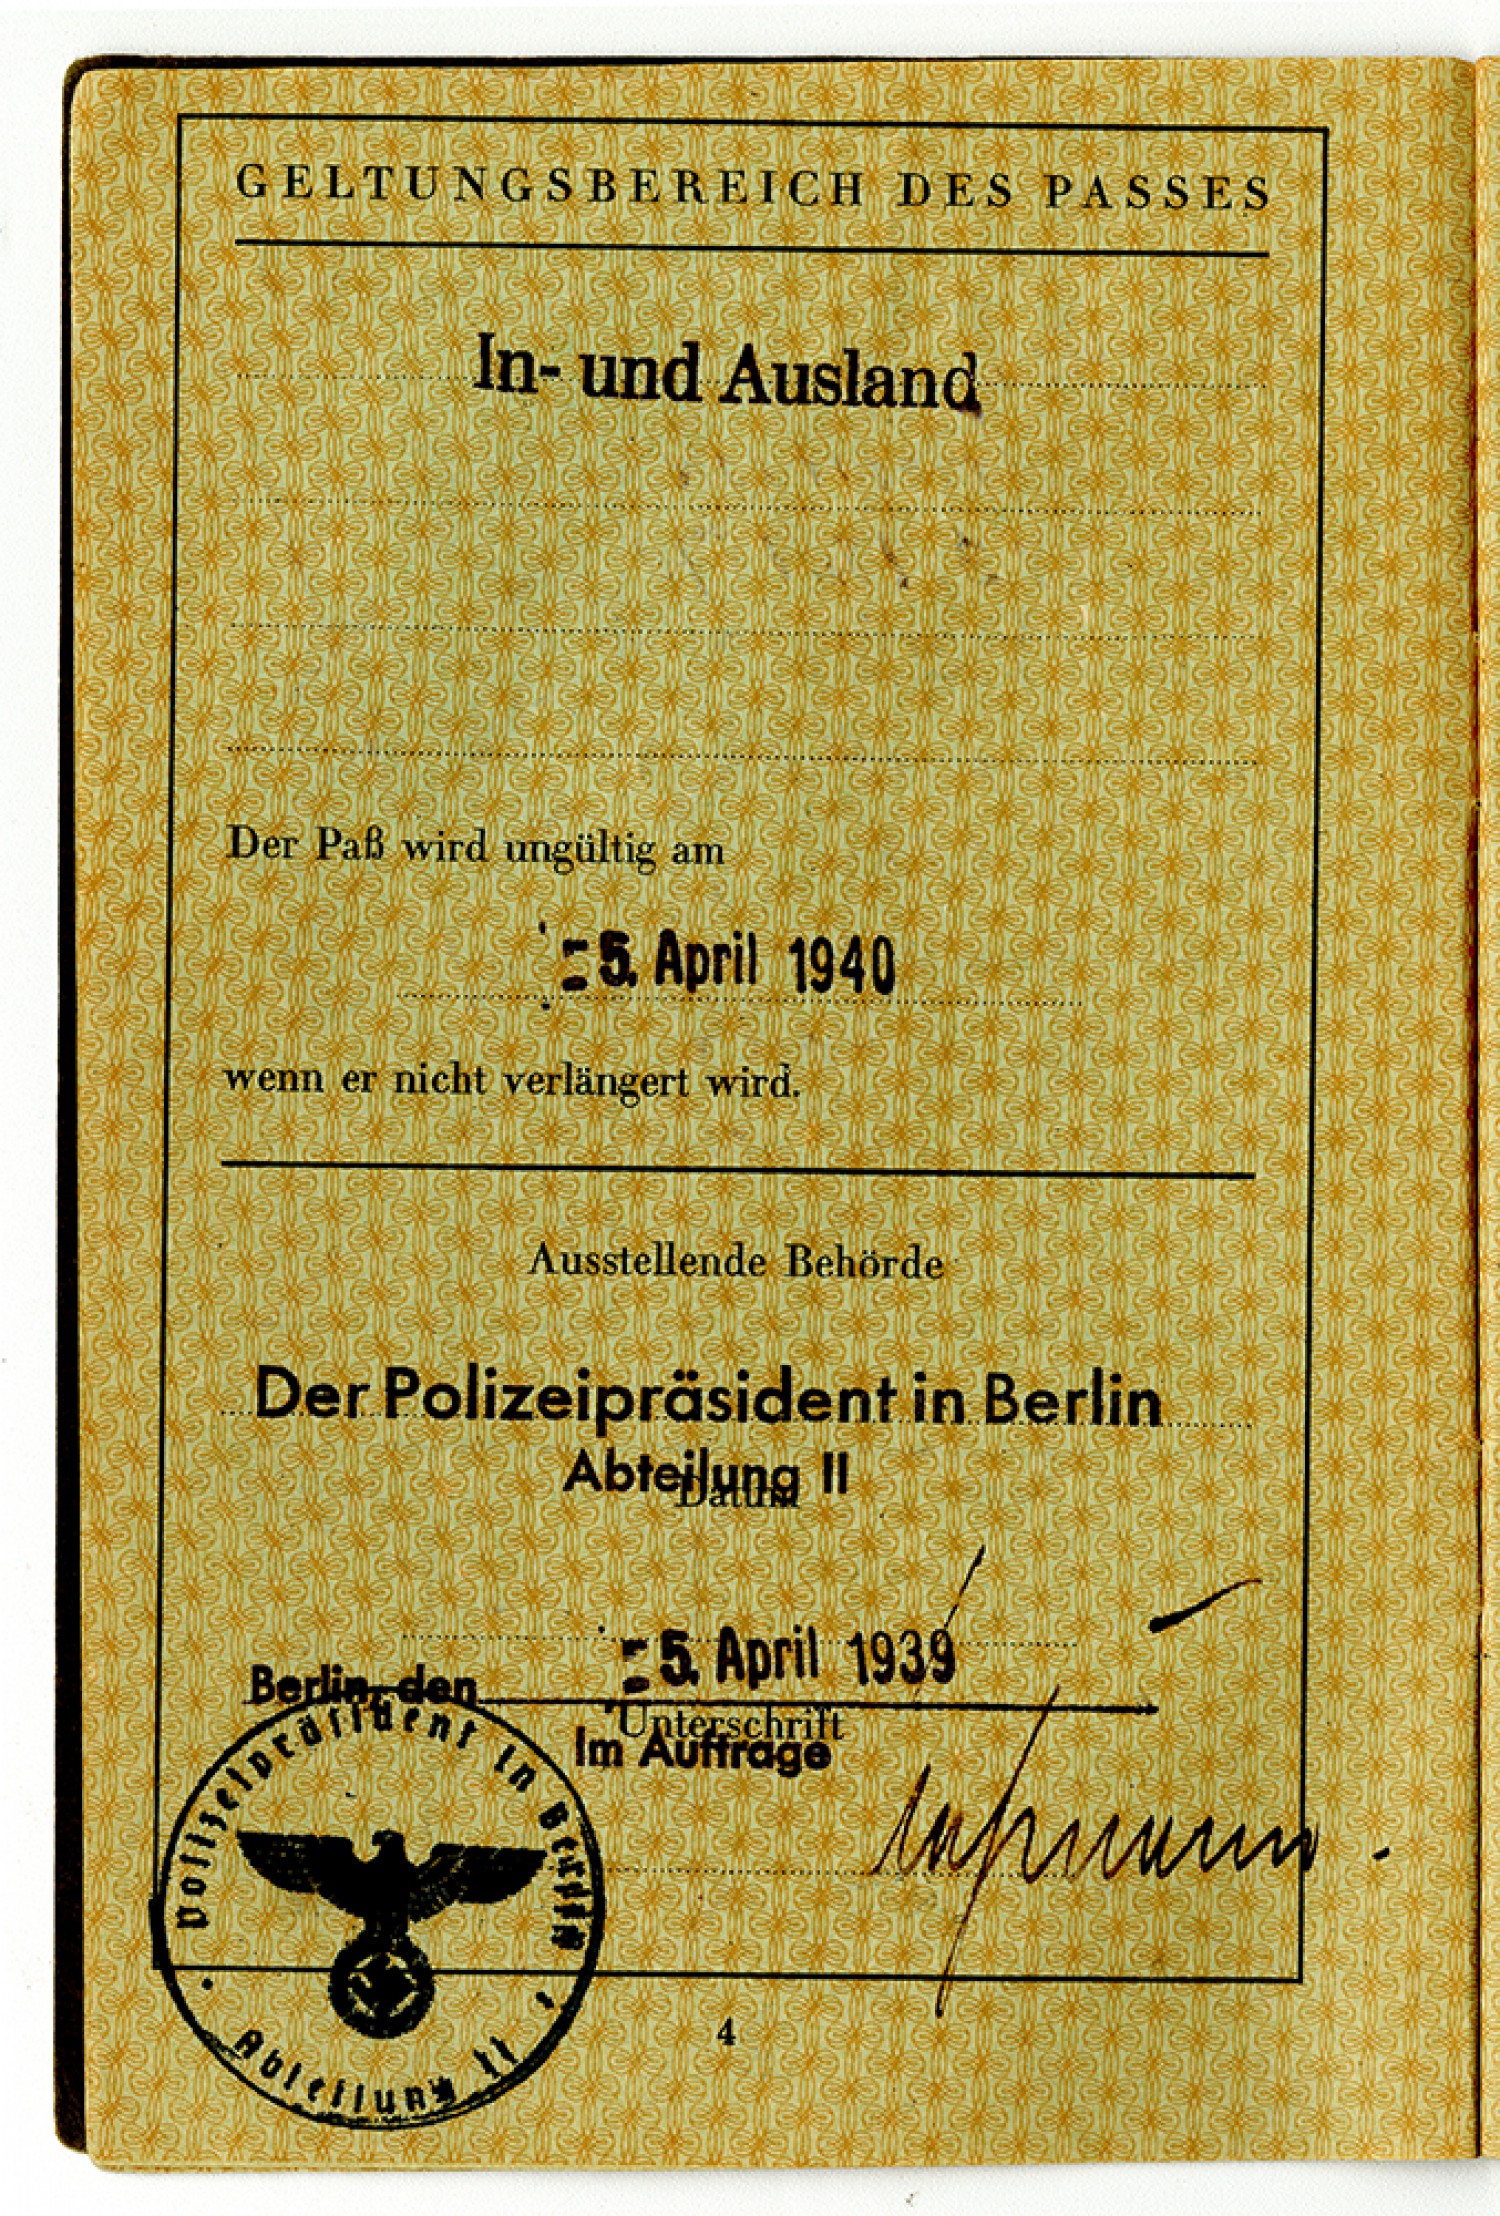 GELTUNGSBEREICH DES PASSES
In- und Ausland
Der Paß wird ungültig am
5. April 1940
wenn er nicht verlängert wird.
Ausstellende Behörde
Der Polizeipräsident in Berlin
Abteilung II
Datum
5. April 1939
Berlin, den
Unterschrift
Im Auftrage
Polizeipräsident in Berlin
Abteilung II
4